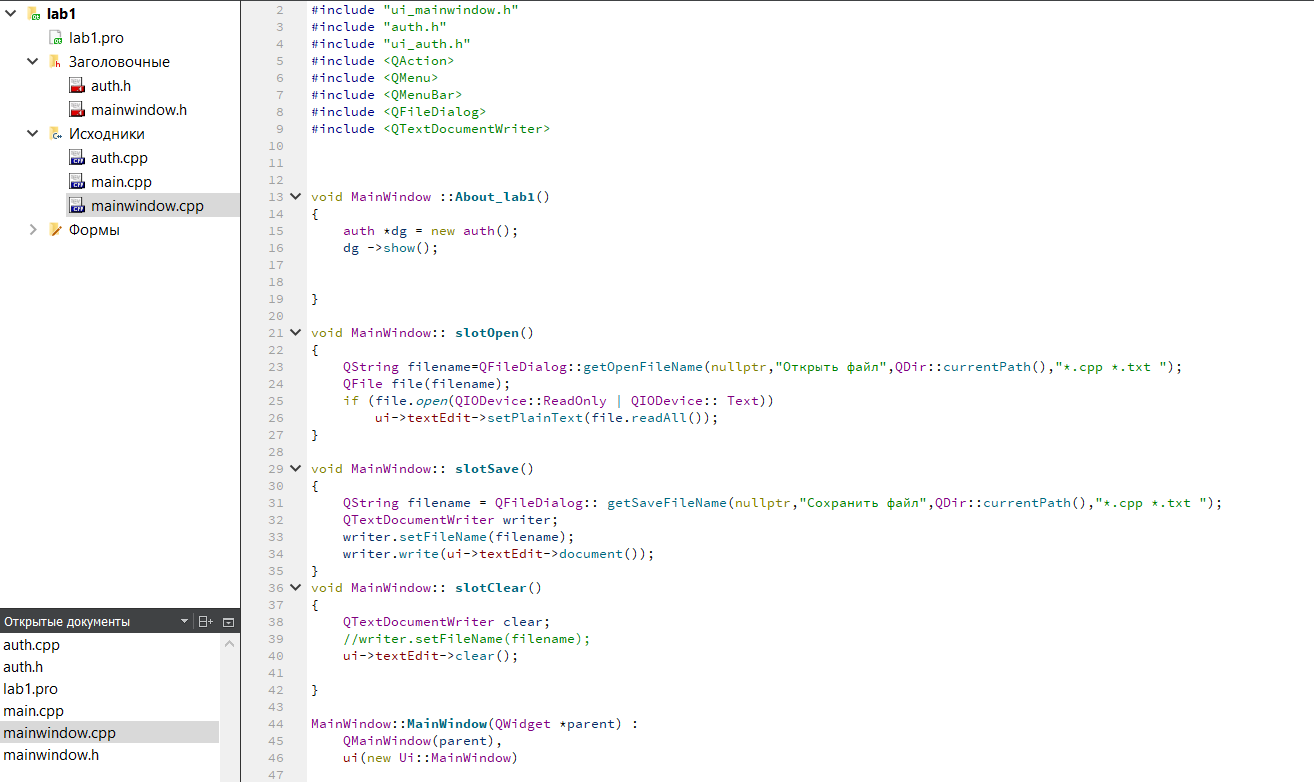 lab1
lab1.pro
Заголовочные
auth.h
mainwindow.h
Исходники
auth.cpp
main.cpp
mainwindow.cpp
Формы
Открытые документы
auth.cpp
auth.h
lab1.pro
main.cpp
mainwindow.cpp
mainwindow.h
2 #include "ui_mainwindow.h"
3 #include "auth.h"
4 #include "ui_auth.h"
5 #include <QAction>
6 #include <QMenu>
7 #include <QMenuBar>
8 #include <QFileDialog>
9 #include <QTextDocumentWriter>
10
11
12
13 void MainWindow ::About_lab1()
14 {
15     auth *dg = new auth();
16     dg ->show();
17
18
19 }
20
21 void MainWindow:: slotOpen()
22 {
23     QString filename=QFileDialog::getOpenFileName(nullptr,"Открыть файл",QDir::currentPath(),"*.cpp *.txt ");
24     QFile file(filename);
25     if (file.open(QIODevice::ReadOnly | QIODevice:: Text))
26         ui->textEdit->setPlainText(file.readAll());
27 }
28
29 void MainWindow:: slotSave()
30 {
31     QString filename = QFileDialog:: getSaveFileName(nullptr,"Сохранить файл",QDir::currentPath(),"*.cpp *.txt ");
32     QTextDocumentWriter writer;
33     writer.setFileName(filename);
34     writer.write(ui->textEdit->document());
35 }
36 void MainWindow:: slotClear()
37 {
38     QTextDocumentWriter clear;
39     //writer.setFileName(filename);
40     ui->textEdit->clear();
41
42 }
43
44 MainWindow::MainWindow(QWidget *parent) :
45     QMainWindow(parent),
46     ui(new Ui::MainWindow)
47